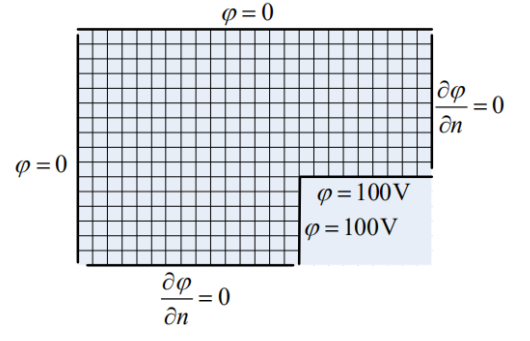 φ = 0
∂φ/∂n = 0
φ = 0
φ = 100V
φ = 100V
∂φ/∂n = 0